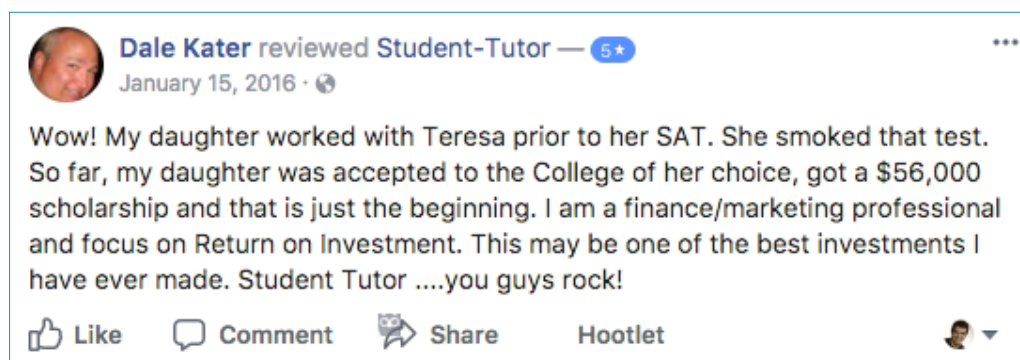 Dale Kater reviewed Student-Tutor — 5★
January 15, 2016 ·
Wow! My daughter worked with Teresa prior to her SAT. She smoked that test.
So far, my daughter was accepted to the College of her choice, got a $56,000
scholarship and that is just the beginning. I am a finance/marketing professional
and focus on Return on Investment. This may be one of the best investments I
have ever made. Student Tutor ....you guys rock!
Like Comment Share Hootlet